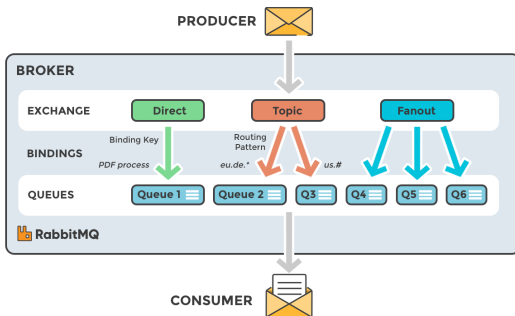 PRODUCER
BROKER
EXCHANGE
Direct
Topic
Fanout
Binding Key
Routing
Pattern
BINDINGS
PDF process
eu.de.*
us.#
QUEUES
Queue 1
Queue 2
Q3
Q4
Q5
Q6
RabbitMQ
CONSUMER